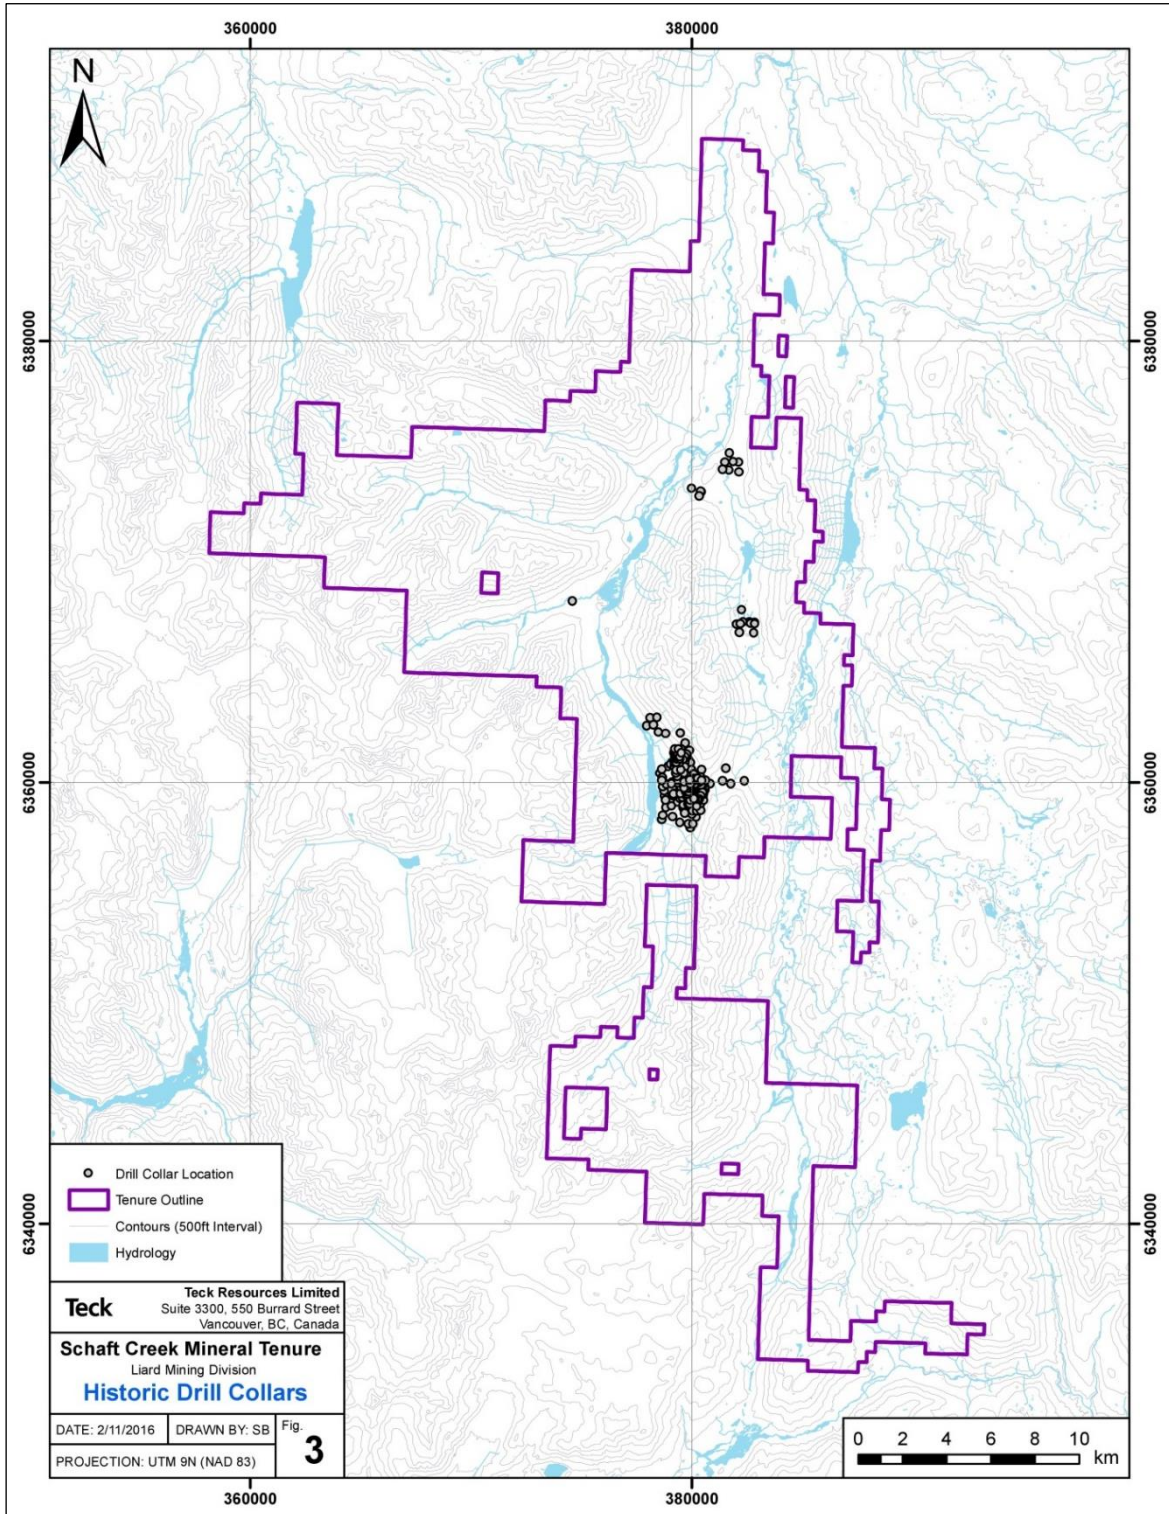 360000
380000
N
6380000
6380000
6360000
6360000
6340000
6340000
Drill Collar Location
Tenure Outline
Contours (500ft Interval)
Hydrology
Teck
Teck Resources Limited
Suite 3300, 550 Burrard Street
Vancouver, BC, Canada
Schaft Creek Mineral Tenure
Liard Mining Division
Historic Drill Collars
DATE: 2/11/2016
DRAWN BY: SB
Fig.
3
PROJECTION: UTM 9N (NAD 83)
0 2 4 6 8 10
km
360000
380000